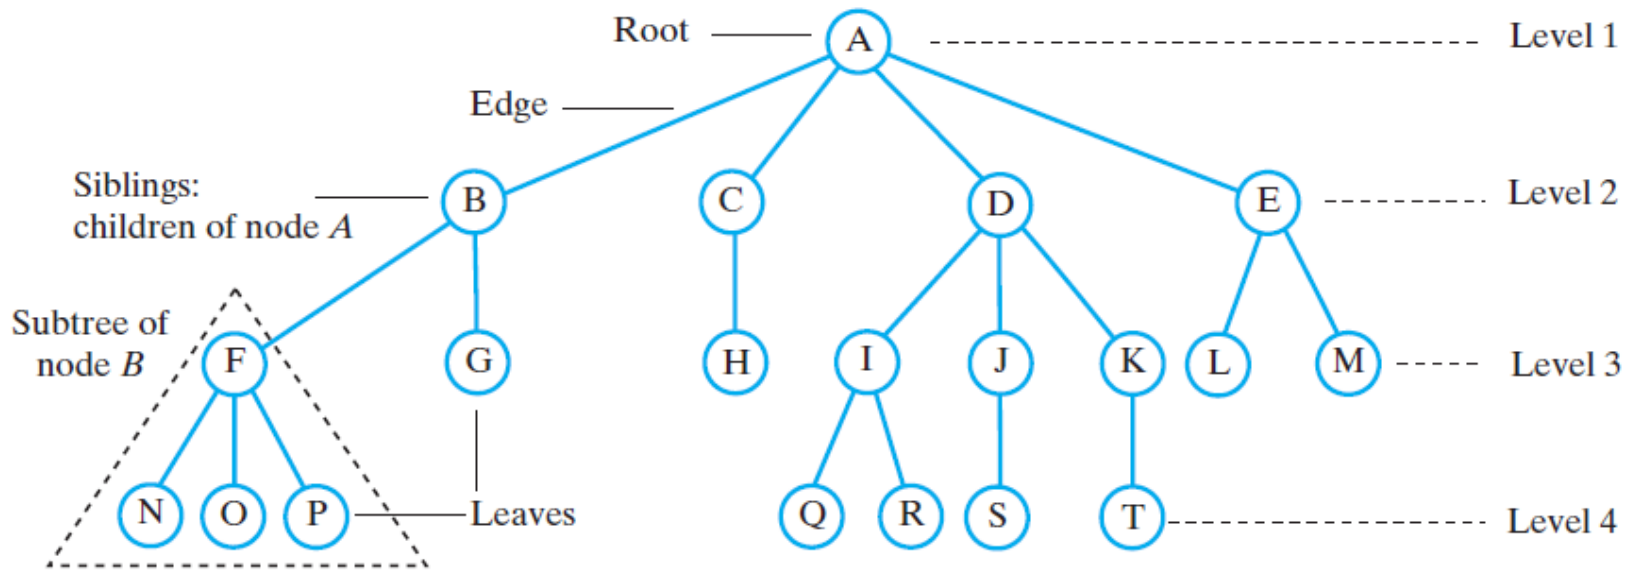 Root A Level 1
Edge
Siblings:
children of node A
B C D E Level 2
Subtree of
node B
F G H I J K L M Level 3
N O P Leaves Q R S T Level 4